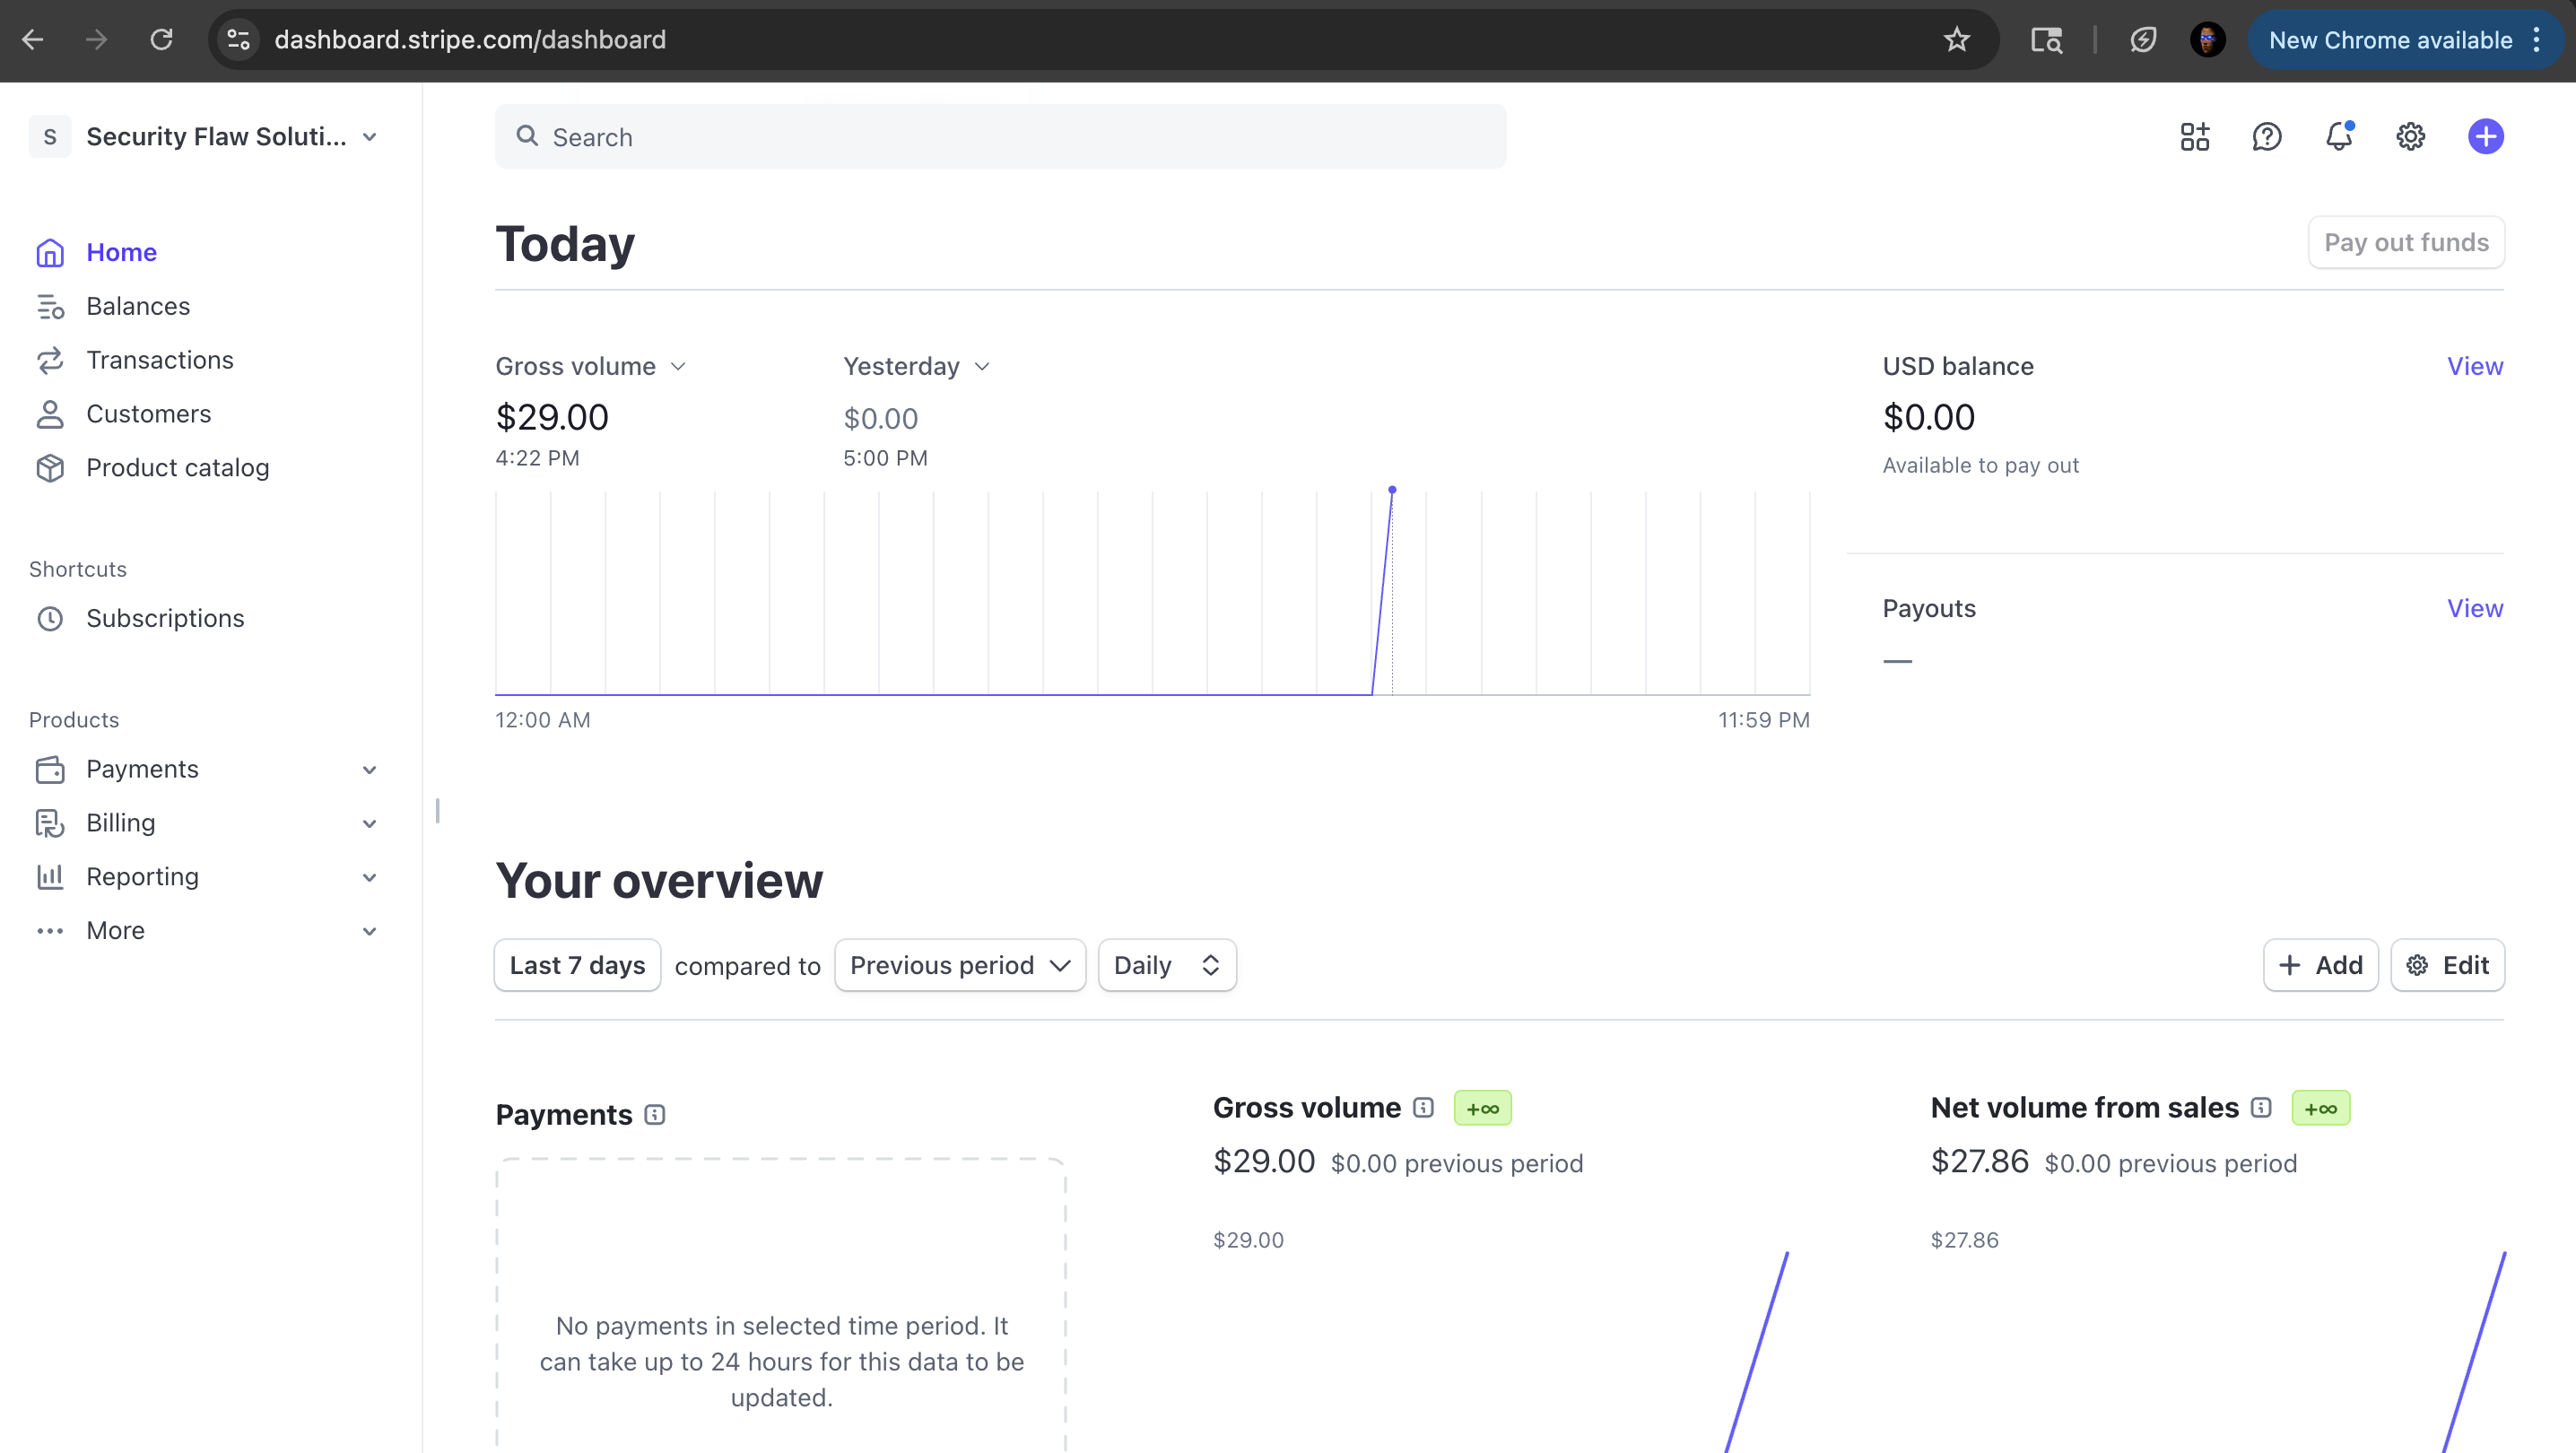 dashboard.stripe.com/dashboard
New Chrome available
S
Security Flaw Soluti...
Search
Home
Balances
Transactions
Customers
Product catalog
Shortcuts
Subscriptions
Products
Payments
Billing
Reporting
More
Today
Pay out funds
Gross volume
Yesterday
$29.00
$0.00
4:22 PM
5:00 PM
12:00 AM
11:59 PM
USD balance
View
$0.00
Available to pay out
Payouts
View
—
Your overview
Last 7 days compared to Previous period Daily
Add
Edit
Payments
No payments in selected time period. It
can take up to 24 hours for this data to be
updated.
Gross volume +∞
$29.00 $0.00 previous period
$29.00
Net volume from sales +∞
$27.86 $0.00 previous period
$27.86